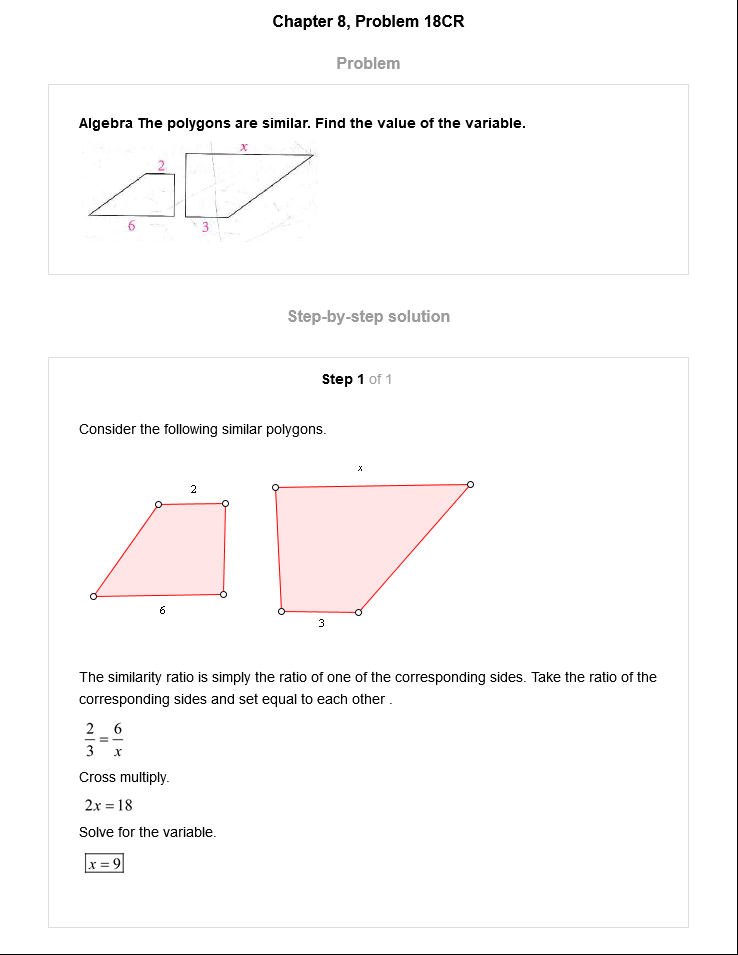 Chapter 8, Problem 18CR
Problem
Algebra The polygons are similar. Find the value of the variable.
x
2
6
3
Step-by-step solution
Step 1 of 1
Consider the following similar polygons.
x
2
6
3
The similarity ratio is simply the ratio of one of the corresponding sides. Take the ratio of the
corresponding sides and set equal to each other .
2/3 = 6/x
Cross multiply.
2x = 18
Solve for the variable.
x = 9